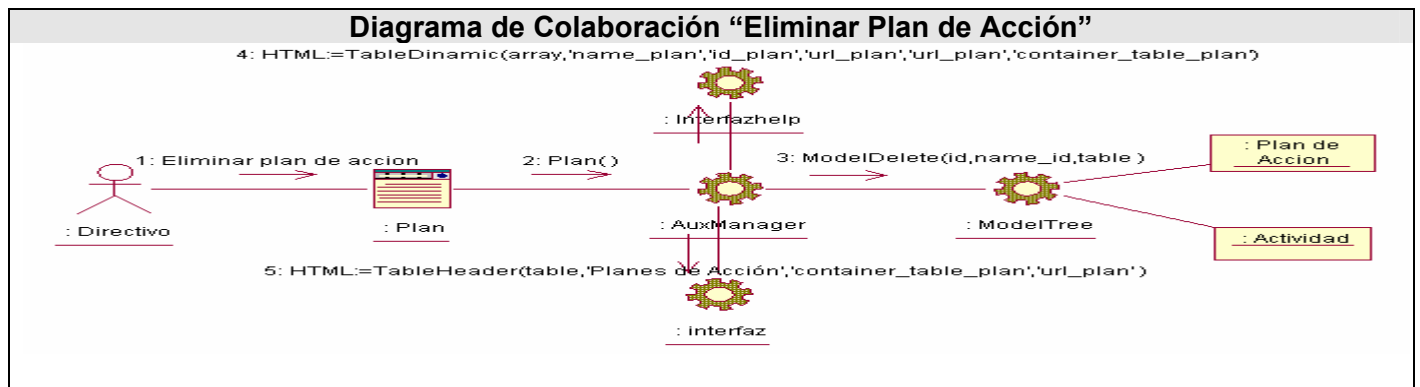 Diagrama de Colaboración “Eliminar Plan de Acción”
4: HTML:=TableDinamic(array,'name_plan','id_plan','url_plan','url_plan','container_table_plan')
: Interfazhelp
1: Eliminar plan de accion
2: Plan()
3: ModelDelete(id,name_id,table )
: Plan de
Accion
: Directivo
: Plan
: AuxManager
: ModelTree
: Actividad
5: HTML:=TableHeader(table,'Planes de Acción','container_table_plan','url_plan')
: interfaz